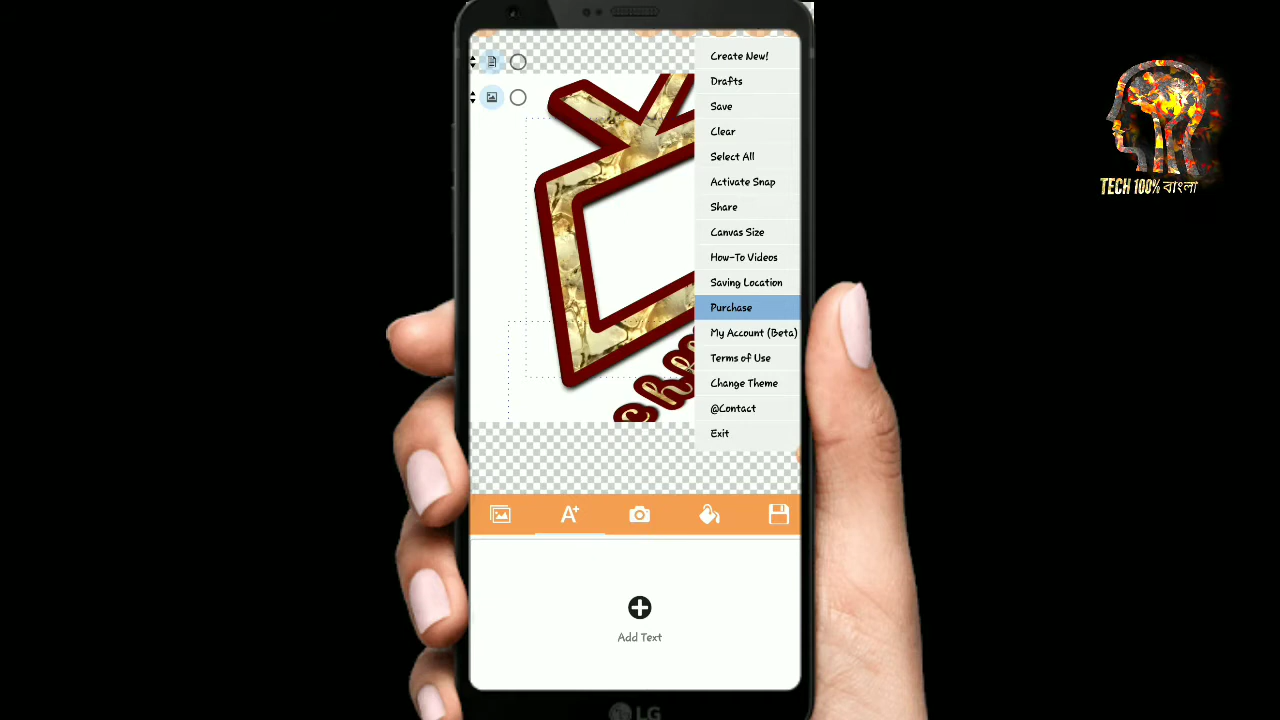 Create New!
Drafts
Save
Clear
Select All
Activate Snap
Share
Canvas Size
How-To Videos
Saving Location
Purchase
My Account (Beta)
Terms of Use
Change Theme
@Contact
Exit
TECH 100% বাংলা
Add Text
LG